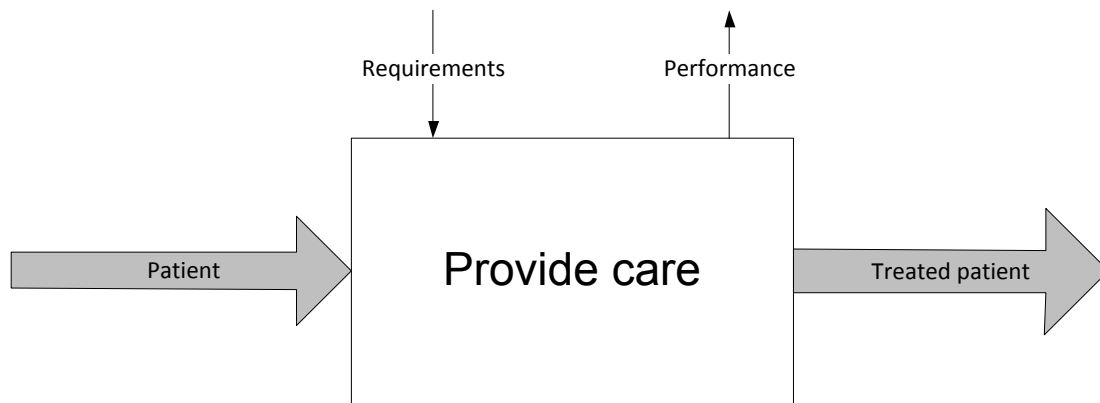 Requirements
Performance
Patient
Provide care
Treated patient